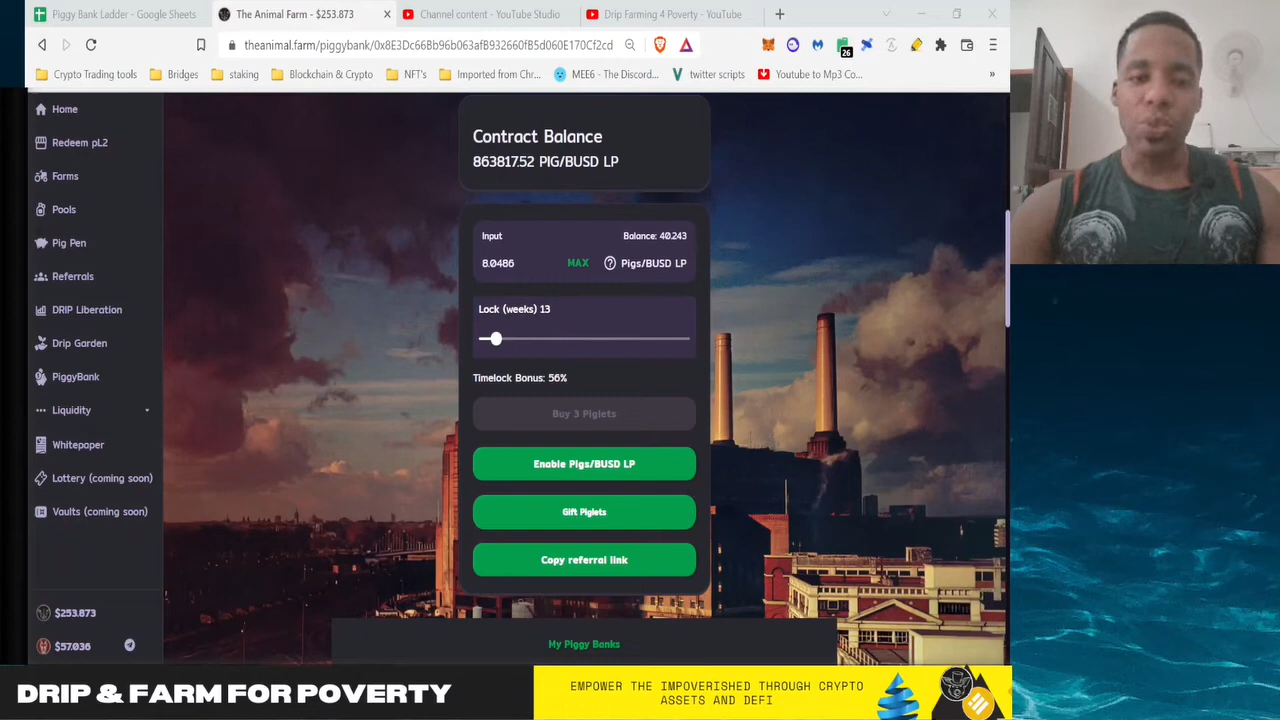 Piggy Bank Ladder - Google Sheets
The Animal Farm - $253.873
Channel content - YouTube Studio
Drip Farming 4 Poverty - YouTube
theanimal.farm/piggybank/0x8E3Dc66Bb96b063afB932660fB5d060E170Cf2cd
26
Crypto Trading tools
Bridges
staking
Blockchain & Crypto
NFT's
Imported from Chr...
MEE6 - The Discord...
twitter scripts
Youtube to Mp3 Co...
»
Home
Redeem pL2
Farms
Pools
Pig Pen
Referrals
DRIP Liberation
Drip Garden
PiggyBank
Liquidity
Whitepaper
Lottery (coming soon)
Vaults (coming soon)
$253.873
$57.036
Contract Balance
863817.52 PIG/BUSD LP
Input
Balance: 40.243
8.0486
MAX
Pigs/BUSD LP
Lock (weeks) 13
Timelock Bonus: 56%
Buy 3 Piglets
Enable Pigs/BUSD LP
Gift Piglets
Copy referral link
My Piggy Banks
DRIP & FARM FOR POVERTY
EMPOWER THE IMPOVERISHED THROUGH CRYPTO
ASSETS AND DEFI